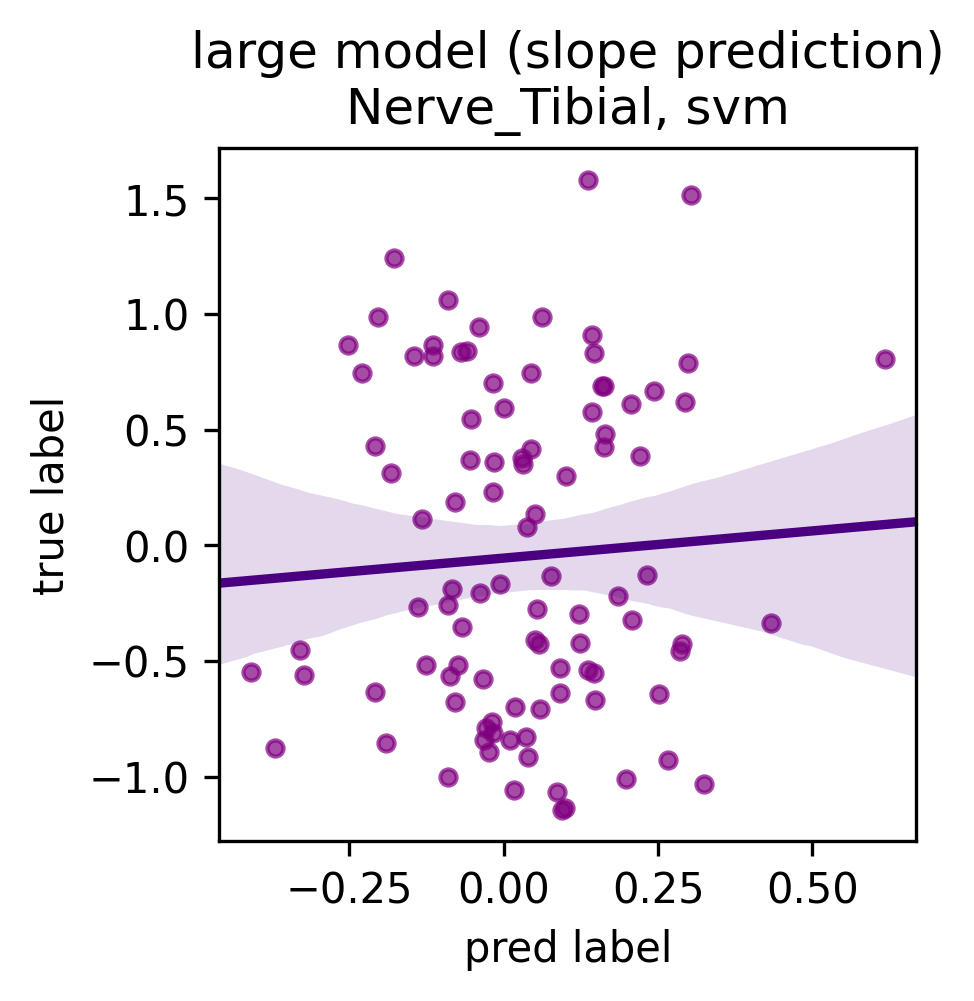 large model (slope prediction)
Nerve_Tibial, svm
1.5
1.0
0.5
0.0
−0.5
−1.0
true label
−0.25
0.00
0.25
0.50
pred label